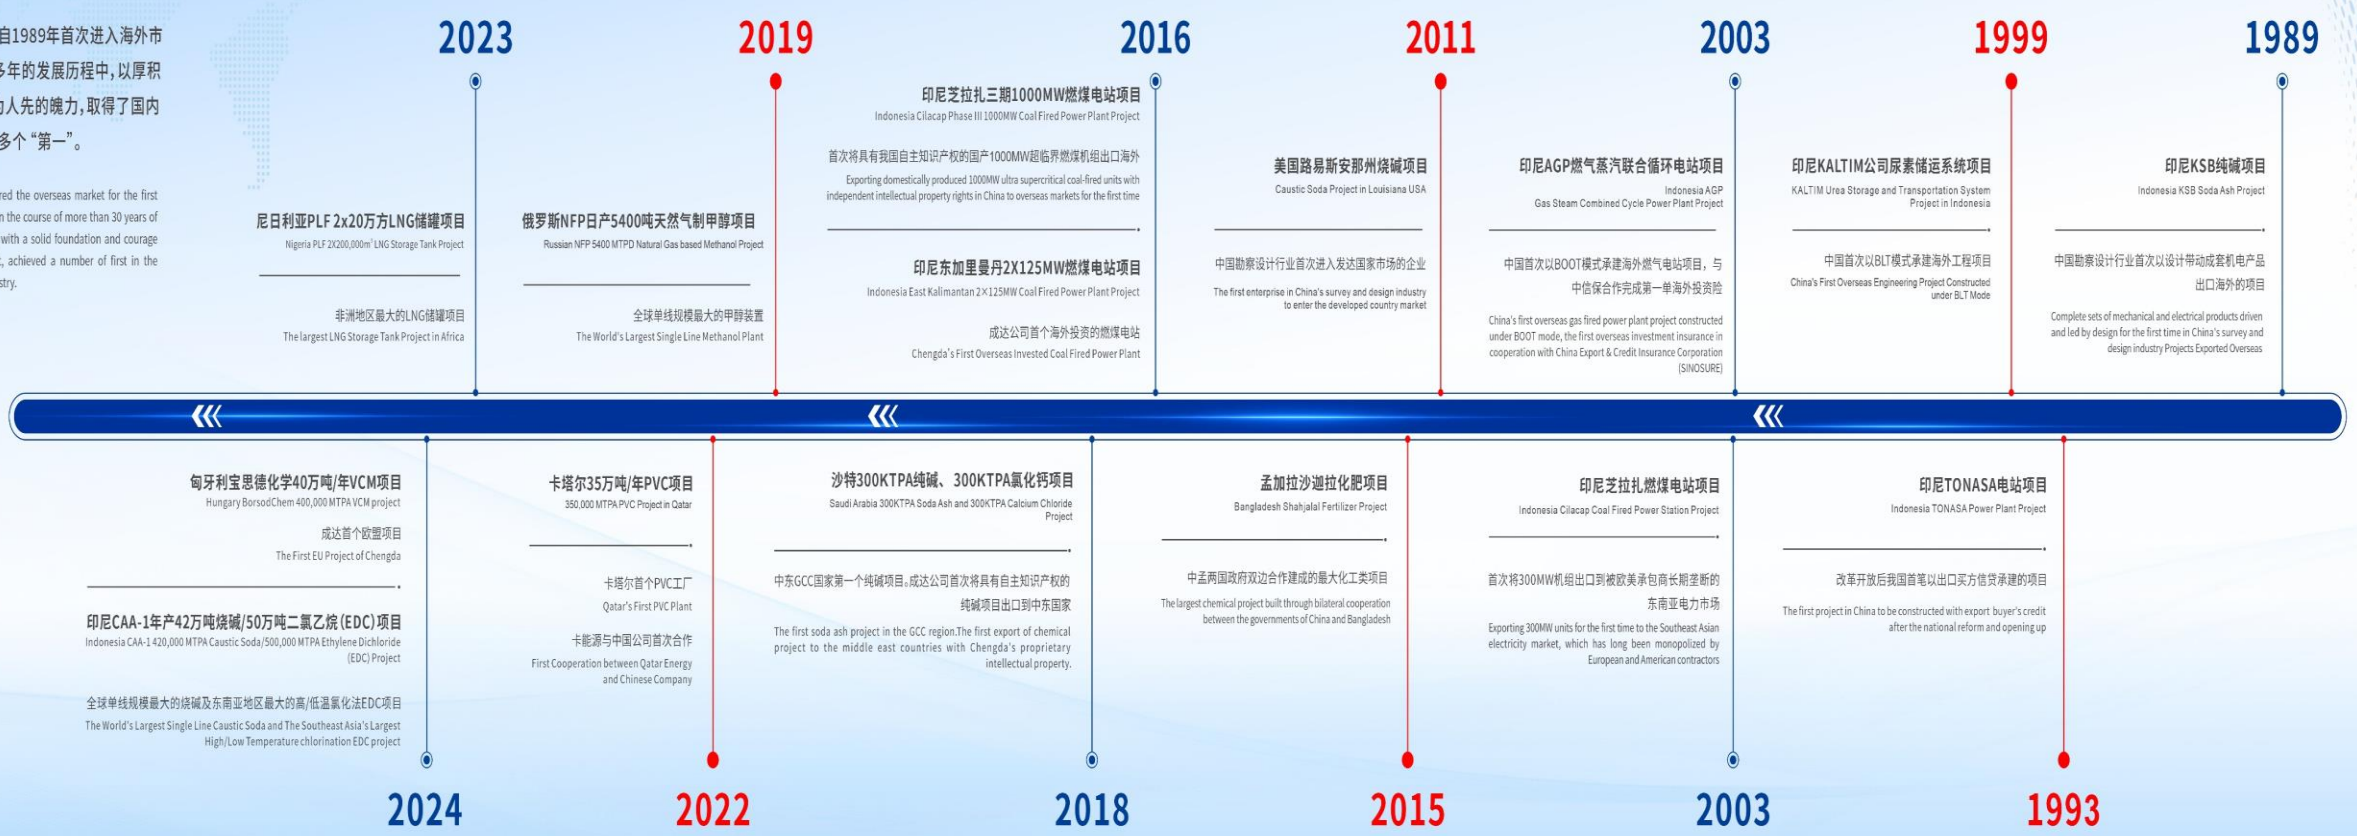 自1989年首次进入海外市
多年的发展历程中，以厚积
为人先的魄力，取得了国内
多个“第一”。
red the overseas market for the first
n the course of more than 30 years of
with a solid foundation and courage
, achieved a number of first in the
stry.
2023
尼日利亚PLF 2x20万方LNG储罐项目
Nigeria PLF 2X200,000m³ LNG Storage Tank Project
非洲地区最大的LNG储罐项目
The largest LNG Storage Tank Project in Africa
2019
俄罗斯NFP日产5400吨天然气制甲醇项目
Russian NFP 5400 MTPD Natural Gas based Methanol Project
全球单线规模最大的甲醇装置
The World's Largest Single Line Methanol Plant
2016
印尼芝拉扎三期1000MW燃煤电站项目
Indonesia Cilacap Phase III 1000MW Coal Fired Power Plant Project
首次将具有我国自主知识产权的国产1000MW超临界燃煤机组出口海外
Exporting domestically produced 1000MW ultra supercritical coal-fired units with
independent intellectual property rights in China to overseas markets for the first time
印尼东加里曼丹2X125MW燃煤电站项目
Indonesia East Kalimantan 2×125MW Coal Fired Power Plant Project
成达公司首个海外投资的燃煤电站
Chengda's First Overseas Invested Coal Fired Power Plant
2011
美国路易斯安那州烧碱项目
Caustic Soda Project in Louisiana USA
中国勘察设计行业首次进入发达国家市场的企业
The first enterprise in China's survey and design industry
to enter the developed country market
2003
印尼AGP燃气蒸汽联合循环电站项目
Indonesia AGP
Gas Steam Combined Cycle Power Plant Project
中国首次以BOOT模式承建海外燃气电站项目，与
中信保合作完成第一单海外投资险
China's first overseas gas fired power plant project constructed
under BOOT mode, the first overseas investment insurance in
cooperation with China Export & Credit Insurance Corporation
(SINOSURE)
1999
印尼KALTIM公司尿素储运系统项目
KALTIM Urea Storage and Transportation System
Project in Indonesia
中国首次以BLT模式承建海外工程项目
China's First Overseas Engineering Project Constructed
under BLT Mode
1989
印尼KSB纯碱项目
Indonesia KSB Soda Ash Project
中国勘察设计行业首次以设计带动成套机电产品
出口海外的项目
Complete sets of mechanical and electrical products driven
and led by design for the first time in China's survey and
design industry Projects Exported Overseas
匈牙利宝思德化学40万吨/年VCM项目
Hungary BorsodChem 400,000 MTPA VCM project
成达首个欧盟项目
The First EU Project of Chengda
印尼CAA-1年产42万吨烧碱/50万吨二氯乙烷（EDC）项目
Indonesia CAA-1 420,000 MTPA Caustic Soda/500,000 MTPA Ethylene Dichloride
(EDC) Project
全球单线规模最大的烧碱及东南亚地区最大的高/低温氯化法EDC项目
The World's Largest Single Line Caustic Soda and The Southeast Asia's Largest
High/Low Temperature chlorination EDC project
2024
卡塔尔35万吨/年PVC项目
350,000 MTPA PVC Project in Qatar
卡塔尔首个PVC工厂
Qatar's First PVC Plant
卡能源与中国公司首次合作
First Cooperation between Qatar Energy
and Chinese Company
2022
沙特300KTPA纯碱、300KTPA氯化钙项目
Saudi Arabia 300KTPA Soda Ash and 300KTPA Calcium Chloride
Project
中东GCC国家第一个纯碱项目。成达公司首次将具有自主知识产权的
纯碱项目出口到中东国家
The first soda ash project in the GCC region.The first export of chemical
project to the middle east countries with Chengda's proprietary
intellectual property.
2018
孟加拉沙迦拉化肥项目
Bangladesh Shahjalal Fertilizer Project
中孟两国政府双边合作建成的最大化工类项目
The largest chemical project built through bilateral cooperation
between the governments of China and Bangladesh
2015
印尼芝拉扎燃煤电站项目
Indonesia Cilacap Coal Fired Power Station Project
首次将300MW机组出口到被欧美承包商长期垄断的
东南亚电力市场
Exporting 300MW units for the first time to the Southeast Asian
electricity market, which has long been monopolized by
European and American contractors
2003
印尼TONASA电站项目
Indonesia TONASA Power Plant Project
改革开放后我国首笔以出口买方信贷承建的项目
The first project in China to be constructed with export buyer's credit
after the national reform and opening up
1993